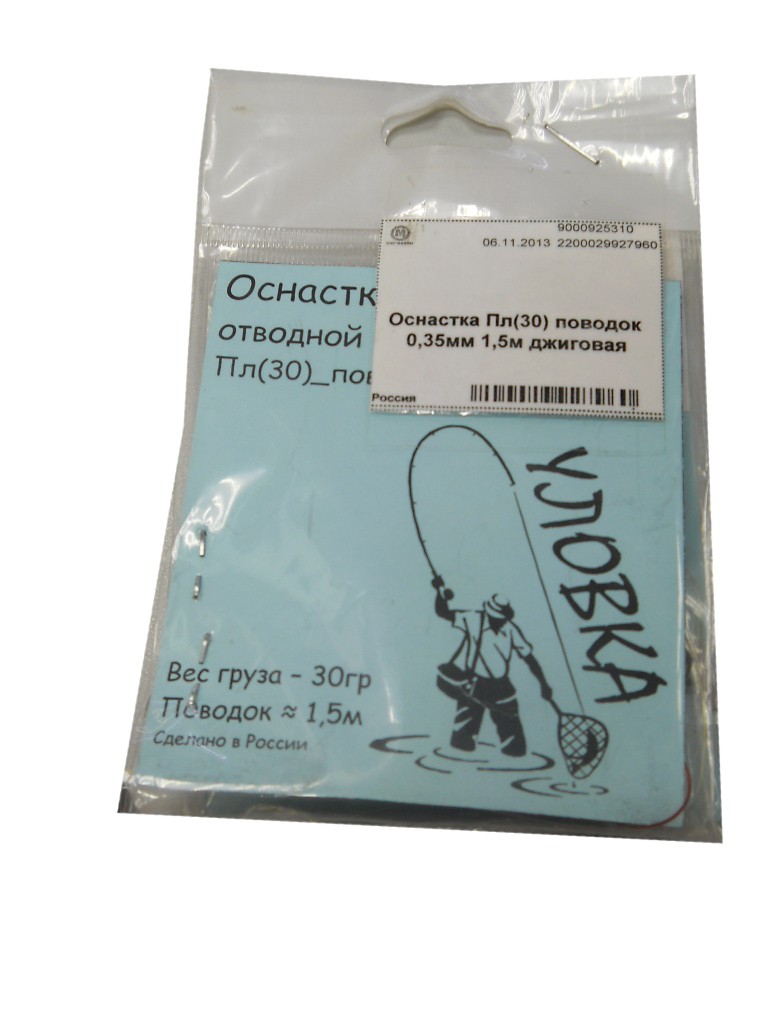 9000925310
06.11.2013 2200029927960
Оснастка Пл(30) поводок
0,35мм 1,5м джиговая
Россия
Оснастк
отводной
Пл(30)_пов
УЛОВКА
Вес груза – 30гр
Поводок ≈ 1,5м
Сделано в России